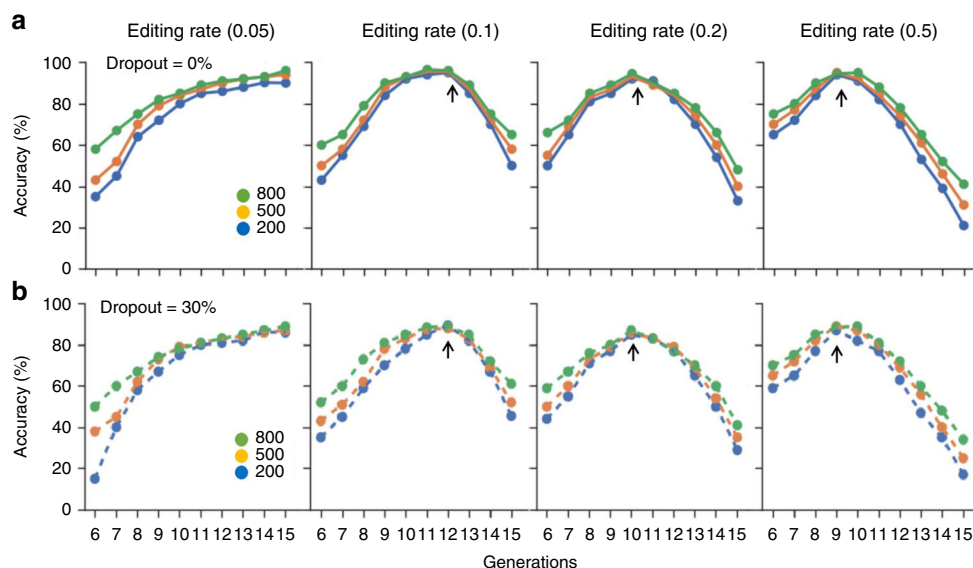 a
Editing rate (0.05) Editing rate (0.1) Editing rate (0.2) Editing rate (0.5)
Dropout = 0%
100
80
60
40
20
0
Accuracy (%)
800
500
200
b
Dropout = 30%
100
80
60
40
20
0
Accuracy (%)
800
500
200
6 7 8 9 10 11 12 13 14 15 6 7 8 9 10 11 12 13 14 15 6 7 8 9 10 11 12 13 14 15 6 7 8 9 10 11 12 13 14 15
Generations